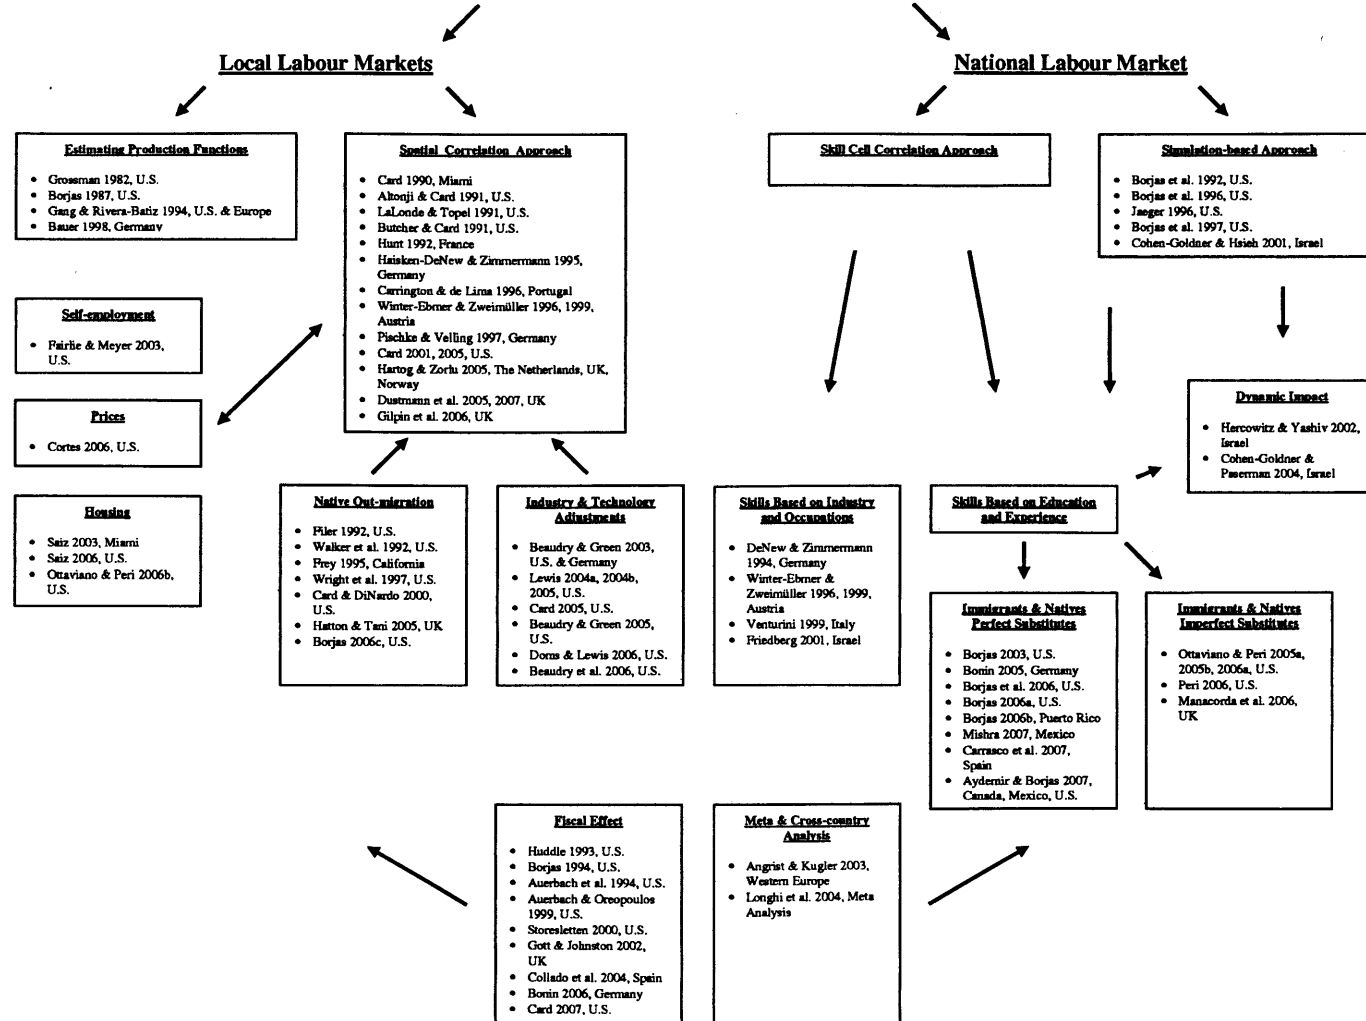 Local Labour Markets
National Labour Market
Estimating Production Functions
• Grossman 1982, U.S.
• Borjas 1987, U.S.
• Gang & Rivera-Batiz 1994, U.S. & Europe
• Bauer 1998, Germany
Spatial Correlation Approach
• Card 1990, Miami
• Altonji & Card 1991, U.S.
• LaLonde & Topel 1991, U.S.
• Butcher & Card 1991, U.S.
• Hunt 1992, France
• Haisken-DeNew & Zimmermann 1995,
Germany
• Carrington & de Lima 1996, Portugal
• Winter-Ebmer & Zweimüller 1996, 1999,
Austria
• Pischke & Velling 1997, Germany
• Card 2001, 2005, U.S.
• Hartog & Zorlu 2005, The Netherlands, UK,
Norway
• Dustmann et al. 2005, 2007, UK
• Gilpin et al. 2006, UK
Skill Cell Correlation Approach
Simulation-based Approach
• Borjas et al. 1992, U.S.
• Borjas et al. 1996, U.S.
• Jaeger 1996, U.S.
• Borjas et al. 1997, U.S.
• Cohen-Goldner & Hsieh 2001, Israel
Self-employment
• Fairlie & Meyer 2003,
U.S.
Prices
• Cortes 2006, U.S.
Housing
• Saiz 2003, Miami
• Saiz 2006, U.S.
• Ottaviano & Peri 2006b,
U.S.
Dynamic Impact
• Hercowitz & Yashiv 2002,
Israel
• Cohen-Goldner &
Paserman 2004, Israel
Native Out-migration
• Filer 1992, U.S.
• Walker et al. 1992, U.S.
• Frey 1995, California
• Wright et al. 1997, U.S.
• Card & DiNardo 2000,
U.S.
• Hatton & Tani 2005, UK
• Borjas 2006c, U.S.
Industry & Technology
Adjustments
• Beaudry & Green 2003,
U.S. & Germany
• Lewis 2004a, 2004b,
2005, U.S.
• Card 2005, U.S.
• Beaudry & Green 2005,
U.S.
• Doms & Lewis 2006, U.S.
• Beaudry et al. 2006, U.S.
Skills Based on Industry
and Occupations
• DeNew & Zimmermann
1994, Germany
• Winter-Ebmer &
Zweimüller 1996, 1999,
Austria
• Venturini 1999, Italy
• Friedberg 2001, Israel
Skills Based on Education
and Experience
Immigrants & Natives
Perfect Substitutes
• Borjas 2003, U.S.
• Bonin 2005, Germany
• Borjas et al. 2006, U.S.
• Borjas 2006a, U.S.
• Borjas 2006b, Puerto Rico
• Mishra 2007, Mexico
• Carrasco et al. 2007,
Spain
• Aydemir & Borjas 2007,
Canada, Mexico, U.S.
Immigrants & Natives
Imperfect Substitutes
• Ottaviano & Peri 2005a,
2005b, 2006a, U.S.
• Peri 2006, U.S.
• Manacorda et al. 2006,
UK
Fiscal Effect
• Huddle 1993, U.S.
• Borjas 1994, U.S.
• Auerbach et al. 1994, U.S.
• Auerbach & Oreopoulos
1999, U.S.
• Storesletten 2000, U.S.
• Gott & Johnston 2002,
UK
• Collado et al. 2004, Spain
• Bonin 2006, Germany
• Card 2007, U.S.
Meta & Cross-country
Analysis
• Angrist & Kugler 2003,
Western Europe
• Longhi et al. 2004, Meta
Analysis